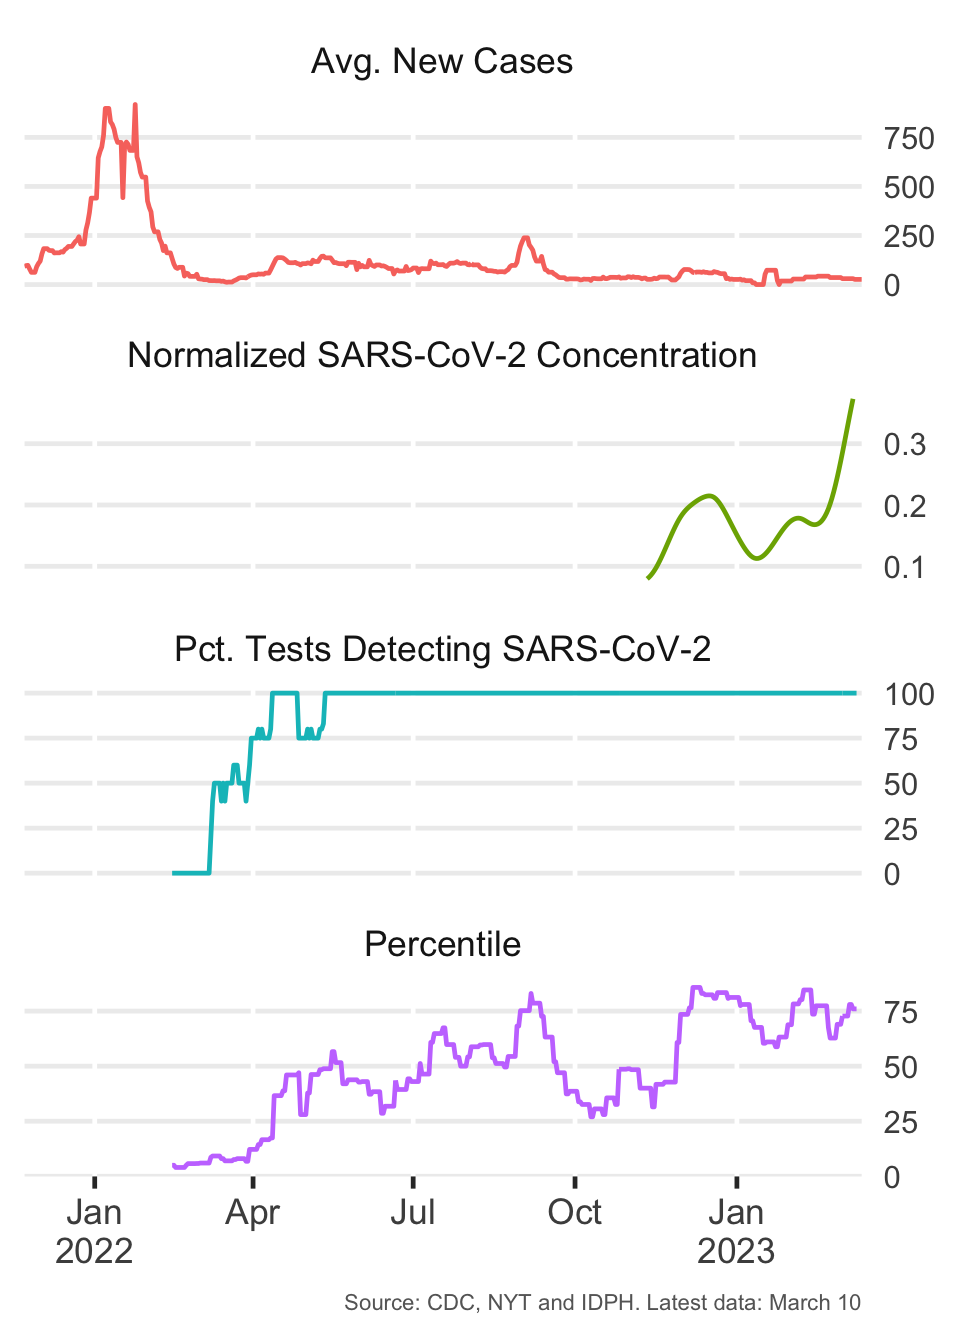 Avg. New Cases
750
500
250
0
Normalized SARS-CoV-2 Concentration
0.3
0.2
0.1
Pct. Tests Detecting SARS-CoV-2
100
75
50
25
0
Percentile
75
50
25
0
Jan Apr Jul Oct Jan
2022 2023
Source: CDC, NYT and IDPH. Latest data: March 10